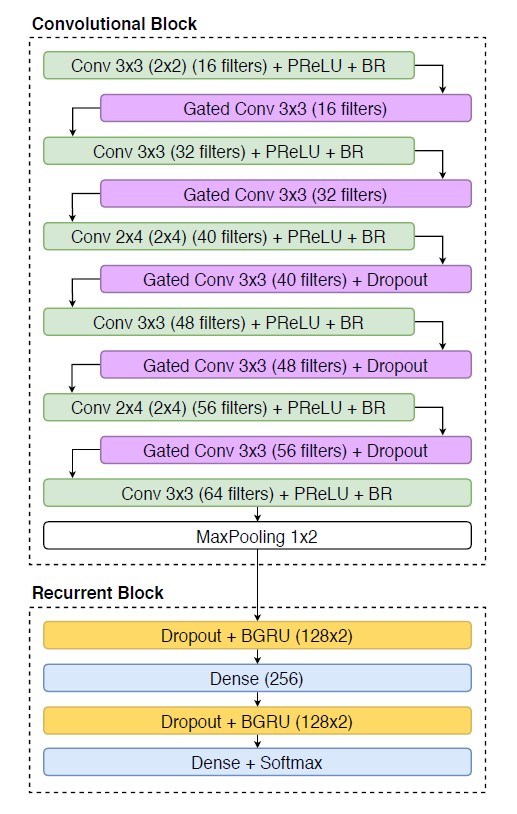 Convolutional Block
Conv 3x3 (2x2) (16 filters) + PReLU + BR
Gated Conv 3x3 (16 filters)
Conv 3x3 (32 filters) + PReLU + BR
Gated Conv 3x3 (32 filters)
Conv 2x4 (2x4) (40 filters) + PReLU + BR
Gated Conv 3x3 (40 filters) + Dropout
Conv 3x3 (48 filters) + PReLU + BR
Gated Conv 3x3 (48 filters) + Dropout
Conv 2x4 (2x4) (56 filters) + PReLU + BR
Gated Conv 3x3 (56 filters) + Dropout
Conv 3x3 (64 filters) + PReLU + BR
MaxPooling 1x2
Recurrent Block
Dropout + BGRU (128x2)
Dense (256)
Dropout + BGRU (128x2)
Dense + Softmax